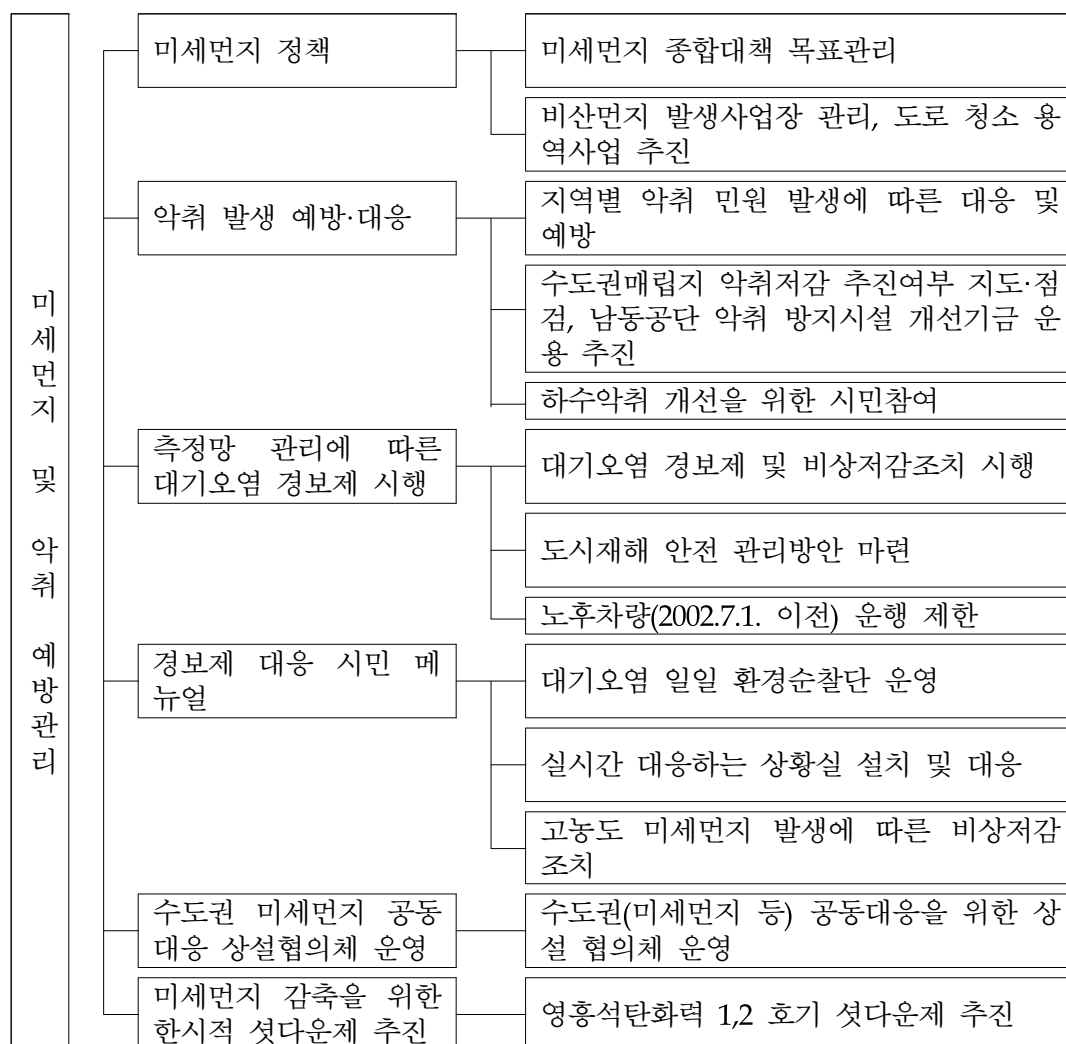 미세먼지 및 악취 예방관리
미세먼지 정책
미세먼지 종합대책 목표관리
비산먼지 발생사업장 관리, 도로 청소 용
역사업 추진
악취 발생 예방·대응
지역별 악취 민원 발생에 따른 대응 및
예방
수도권매립지 악취저감 추진여부 지도·점
검, 남동공단 악취 방지시설 개선기금 운
용 추진
하수악취 개선을 위한 시민참여
측정망 관리에 따른
대기오염 경보제 시행
대기오염 경보제 및 비상저감조치 시행
도시재해 안전 관리방안 마련
노후차량(2002.7.1. 이전) 운행 제한
경보제 대응 시민 메
뉴얼
대기오염 일일 환경순찰단 운영
실시간 대응하는 상황실 설치 및 대응
고농도 미세먼지 발생에 따른 비상저감
조치
수도권 미세먼지 공동
대응 상설협의체 운영
수도권(미세먼지 등) 공동대응을 위한 상
설 협의체 운영
미세먼지 감축을 위한
한시적 셧다운제 추진
영흥석탄화력 1,2 호기 셧다운제 추진